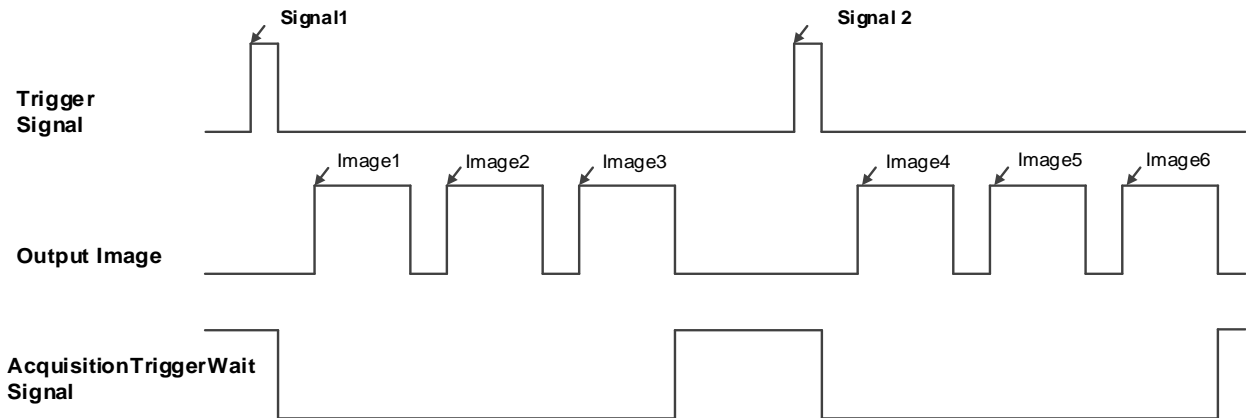 Signal1
Signal 2
Trigger
Signal
Image1
Image2
Image3
Image4
Image5
Image6
Output Image
AcquisitionTriggerWait
Signal